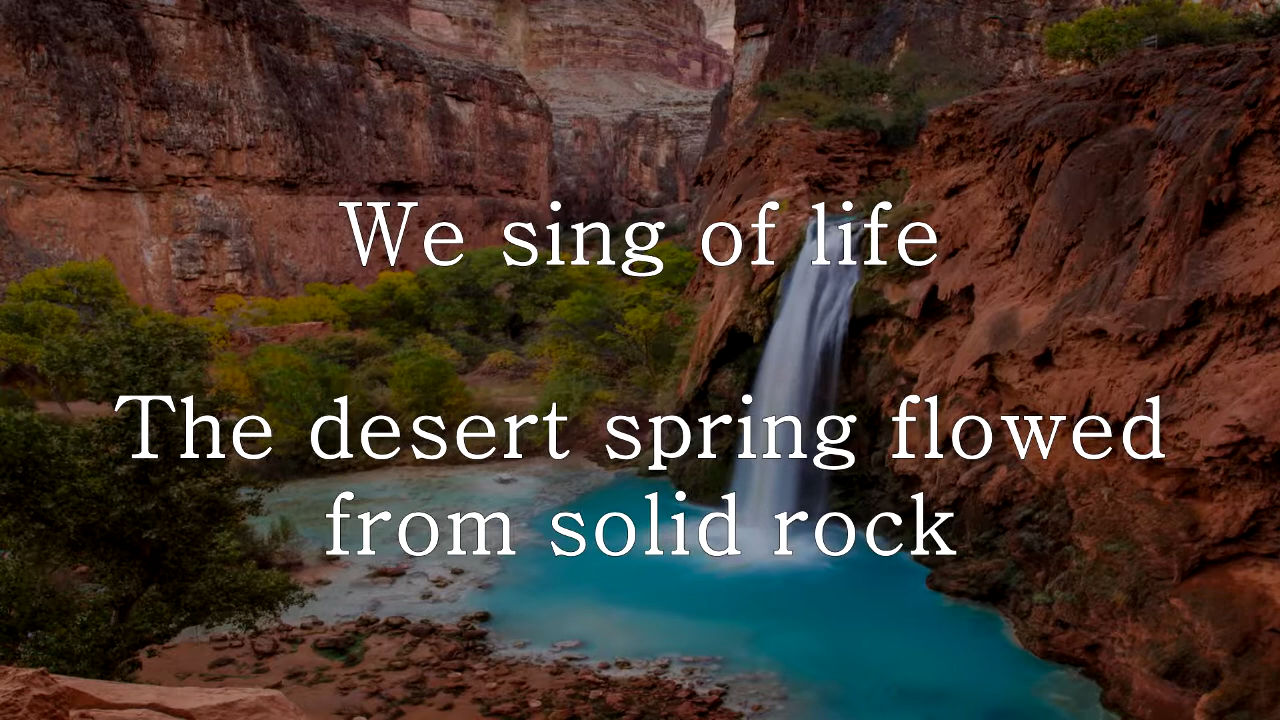 We sing of life
The desert spring flowed
from solid rock